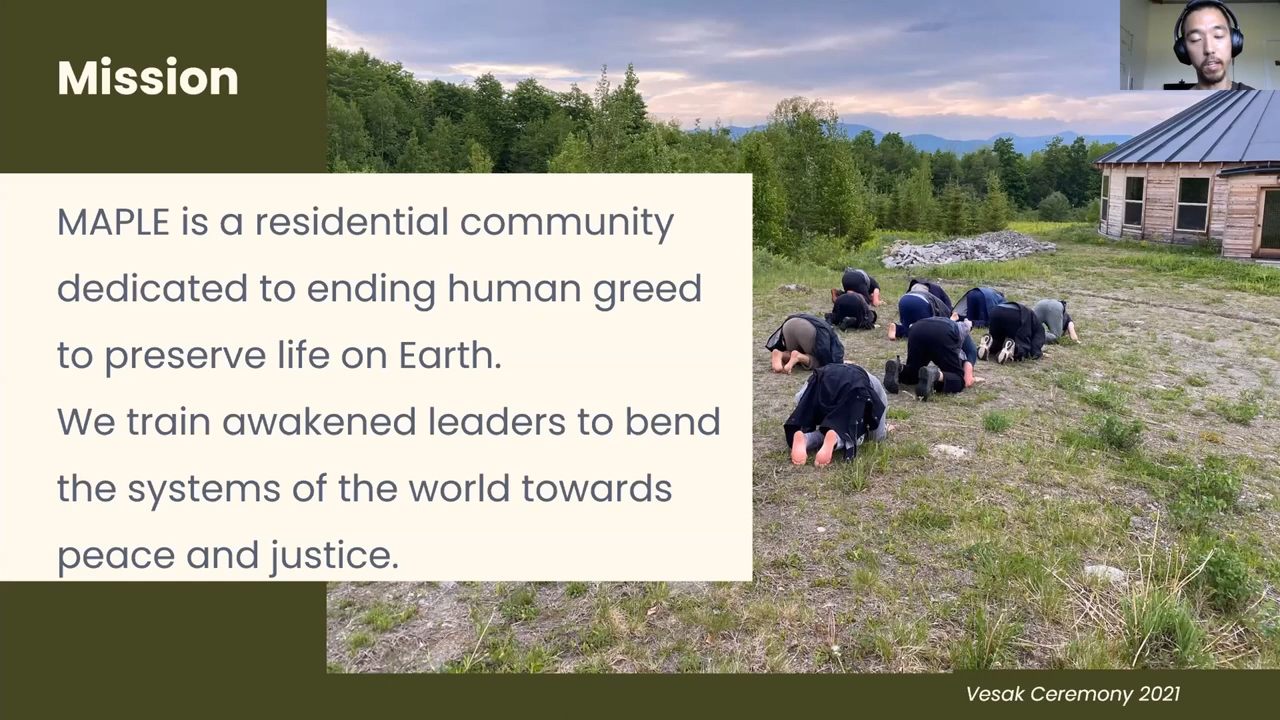 Mission
MAPLE is a residential community
dedicated to ending human greed
to preserve life on Earth.
We train awakened leaders to bend
the systems of the world towards
peace and justice.
Vesak Ceremony 2021